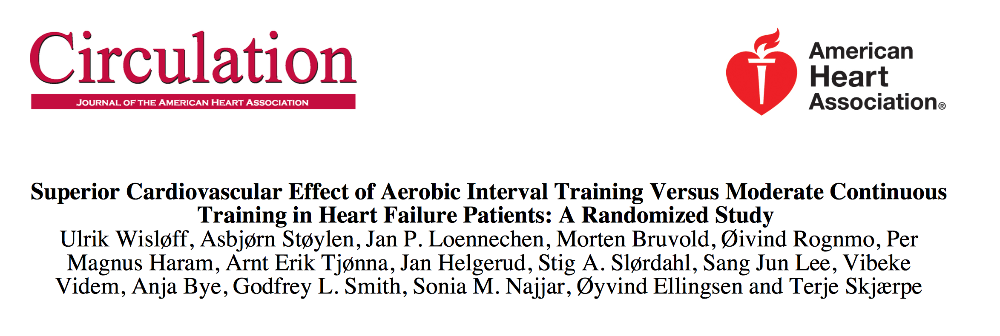 Circulation
JOURNAL OF THE AMERICAN HEART ASSOCIATION
American
Heart
Association®
Superior Cardiovascular Effect of Aerobic Interval Training Versus Moderate Continuous
Training in Heart Failure Patients: A Randomized Study
Ulrik Wisløff, Asbjørn Støylen, Jan P. Loennechen, Morten Bruvold, Øivind Rognmo, Per
Magnus Haram, Arnt Erik Tjønna, Jan Helgerud, Stig A. Slørdahl, Sang Jun Lee, Vibeke
Videm, Anja Bye, Godfrey L. Smith, Sonia M. Najjar, Øyvind Ellingsen and Terje Skjærpe